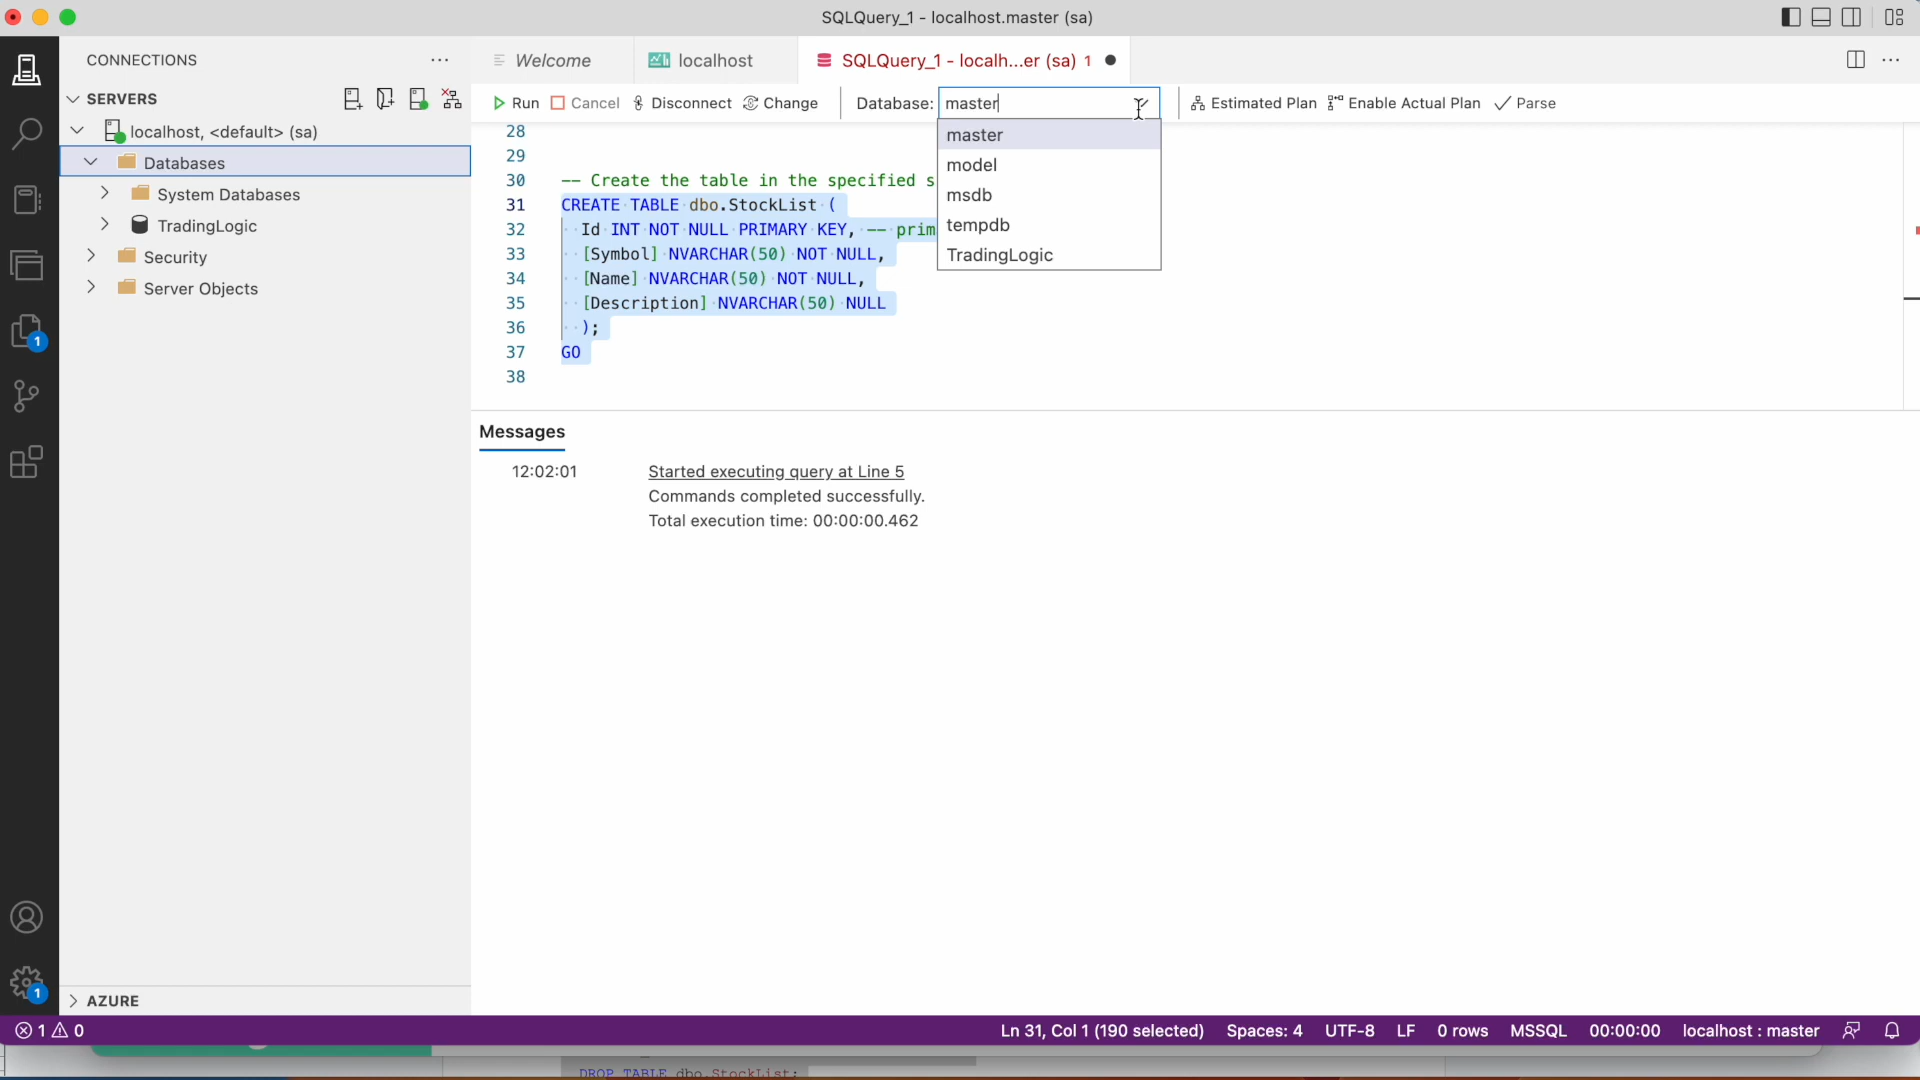 SQLQuery_1 - localhost.master (sa)
CONNECTIONS
Welcome
localhost
SQLQuery_1 - localh...er (sa) 1
SERVERS
Run
Cancel
Disconnect
Change
Database: master
Estimated Plan
Enable Actual Plan
Parse
localhost, <default> (sa)
Databases
System Databases
TradingLogic
Security
Server Objects
master
model
msdb
tempdb
TradingLogic
28
29
30 -- Create the table in the specified s
31 CREATE TABLE dbo.StockList (
32 Id INT NOT NULL PRIMARY KEY, -- prim
33 [Symbol] NVARCHAR(50) NOT NULL,
34 [Name] NVARCHAR(50) NOT NULL,
35 [Description] NVARCHAR(50) NULL
36 );
37 GO
38
Messages
12:02:01 Started executing query at Line 5
Commands completed successfully.
Total execution time: 00:00:00.462
1
1
AZURE
1 0
Ln 31, Col 1 (190 selected)
Spaces: 4
UTF-8
LF
0 rows
MSSQL
00:00:00
localhost : master
DROP TABLE dbo.StockList;